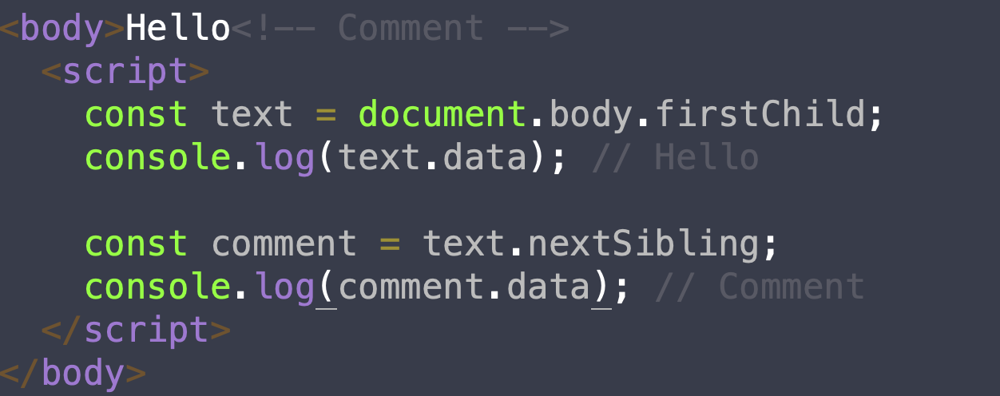 <body>Hello<!-- Comment -->
  <script>
    const text = document.body.firstChild;
    console.log(text.data); // Hello

    const comment = text.nextSibling;
    console.log(comment.data); // Comment
  </script>
</body>